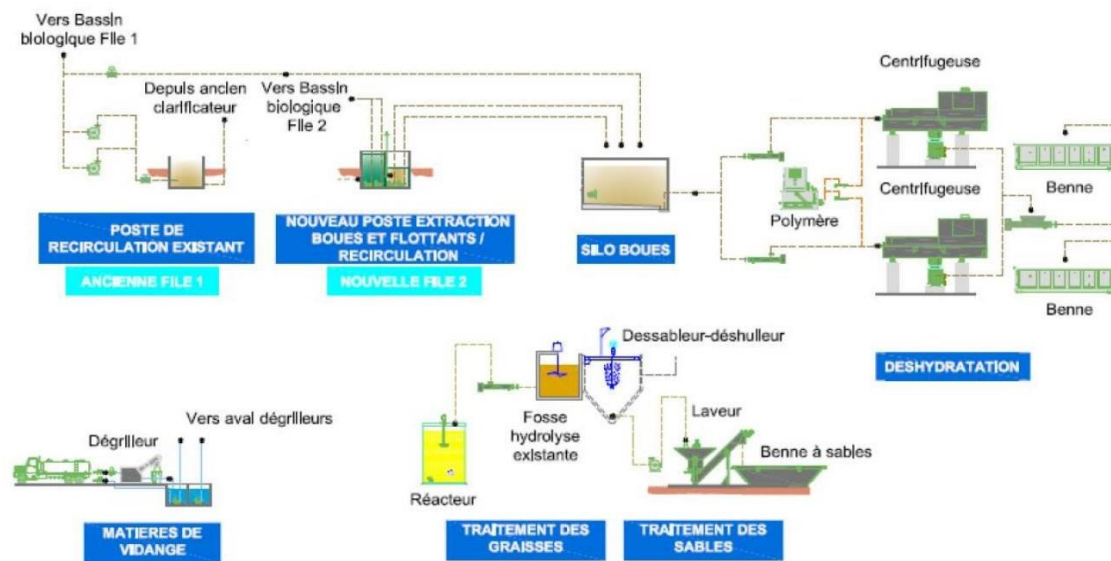 Vers Bassin
biologique File 1
Depuis ancien
clarificateur
Vers Bassin
biologique
File 2
Centrifugeuse
Benne
Polymère
Centrifugeuse
Benne
POSTE DE
RECIRCULATION EXISTANT
ANCIENNE FILE 1
NOUVEAU POSTE EXTRACTION
BOUES ET FLOTTANTS /
RECIRCULATION
NOUVELLE FILE 2
SILO BOUES
DESHYDRATATION
Dessableur-déshuileur
Vers aval dégrilleurs
Dégrilleur
Fosse
hydrolyse
existante
Laveur
Benne à sables
Réacteur
MATIERES DE
VIDANGE
TRAITEMENT DES
GRAISSES
TRAITEMENT DES
SABLES